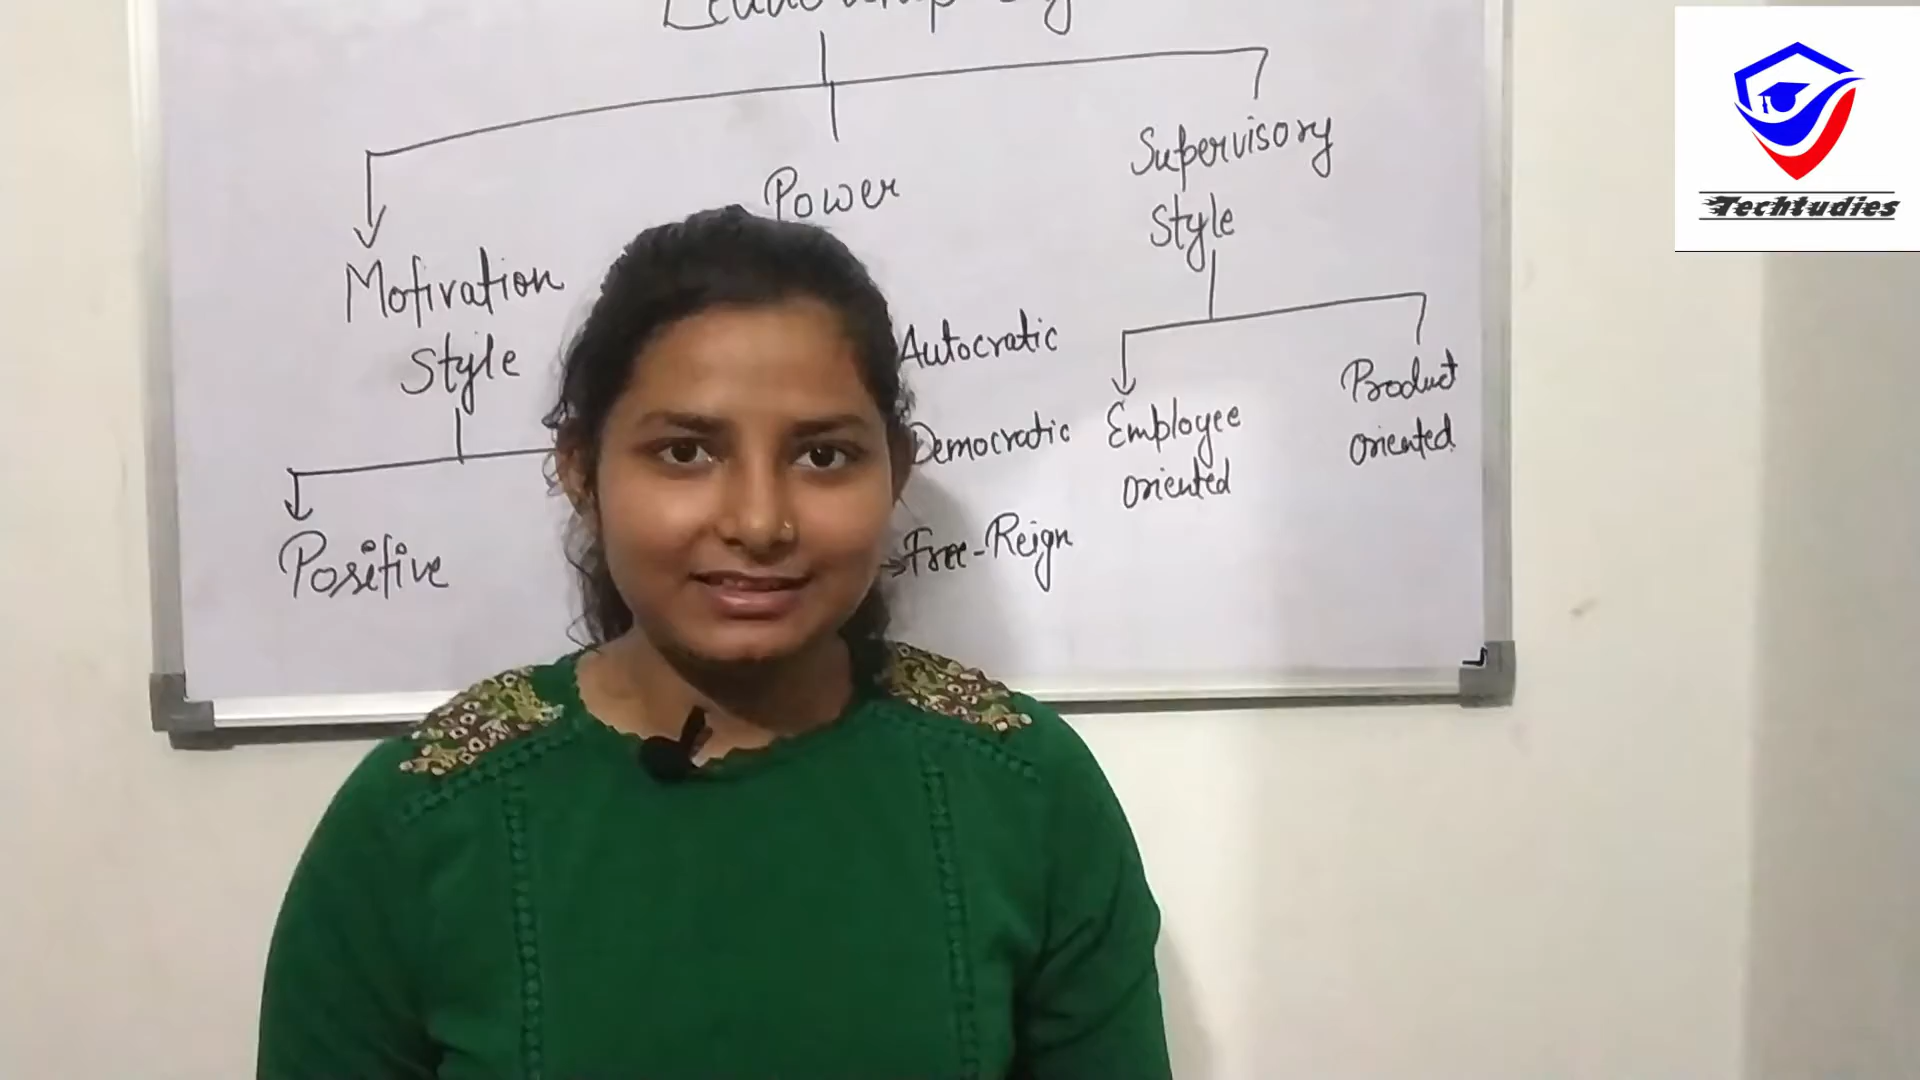 Techtudies
Power
Supervisory
Style
Motivation
Style
Autocratic
Democratic
Free-Reign
Employee
oriented
Product
oriented
Positive